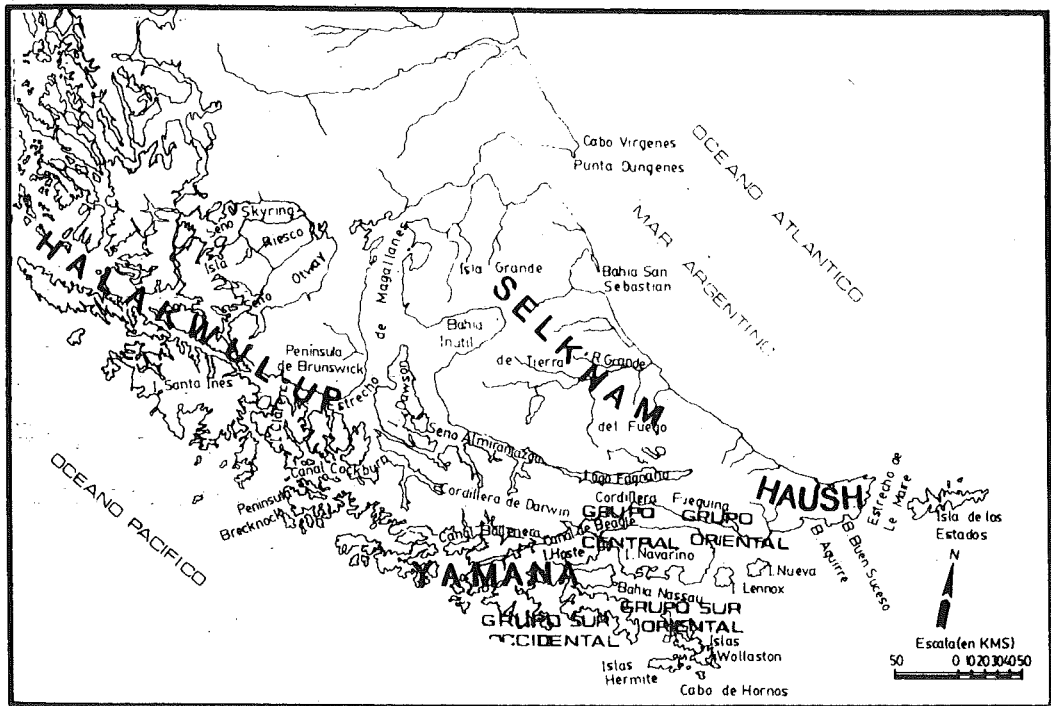 Cabo Virgenes
Punta Dungenes
OCEANO ATLANTICO
MAR ARGENTINO
Seno Skyring
Isla Riesco
Seno Otway
Estrecho de Magallanes
Isla Grande
Bahia San
Sebastian
HALAKWULUP
SELKNAM
Bahia
Inutil
de Tierra
R.Grande
Peninsula
de Brunswick
I. Santa Ines
Dawson
del Fuego
Seno Almirantazgo
Lago Fagnano
OCEANO PACIFICO
Canal Cockburn
Peninsula
Brecknock
Cordillera de Darwin
Cordillera Fueguina
HAUSH
Estrecho de
Le Maire
Isla de los
Estados
GRUPO
CENTRAL
GRUPO
ORIENTAL
Canal Ballenera
Canal de Beagle
I. Hoste
I. Navarino
B. Aguirre
B. Buen Suceso
I. Nueva
Lennox
YAMANA
Bahia Nassau
GRUPO SUR
OCCIDENTAL
GRUPO SUR
ORIENTAL
Islas
Wollaston
Islas
Hermite
Cabo de Hornos
N
Escala (en KMS)
50 0 10 20 30 40 50